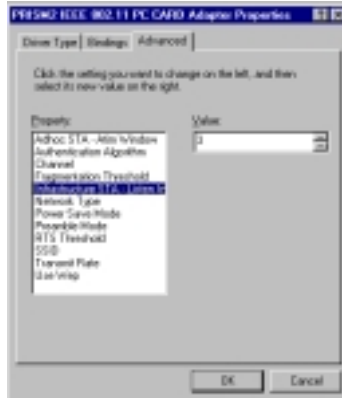 PRISM2 IEEE 802.11 PC CARD Adapter Properties
Driver Type
Bindings
Advanced
Click the setting you want to change on the left, and then
select its new value on the right.
Property:
Value:
Adhoc STA - Atim Window
Authentication Algorithm
Channel
Fragmentation Threshold
Infrastructure STA - Listen In
Network Type
Power Save Mode
Preamble Mode
RTS Threshold
SSID
Transmit Rate
Use Wep
3
OK
Cancel